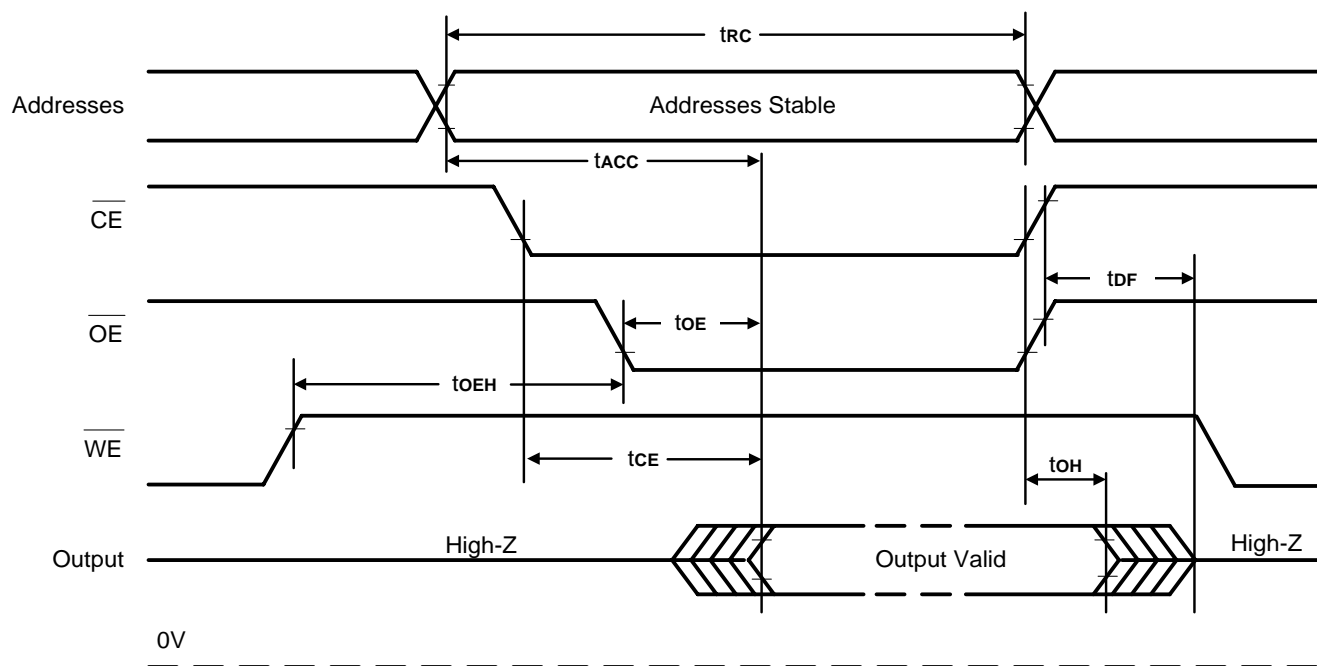 tRC
Addresses
Addresses Stable
tACC
CE
tDF
OE
tOE
tOEH
WE
tCE
tOH
High-Z
Output
Output Valid
High-Z
0V